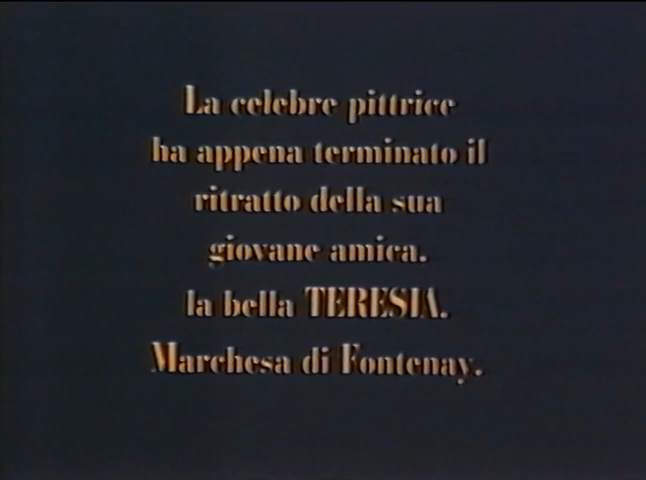 La celebre pittrice
ha appena terminato il
ritratto della sua
giovane amica.
la bella TERESIA.
Marchesa di Fontenay.